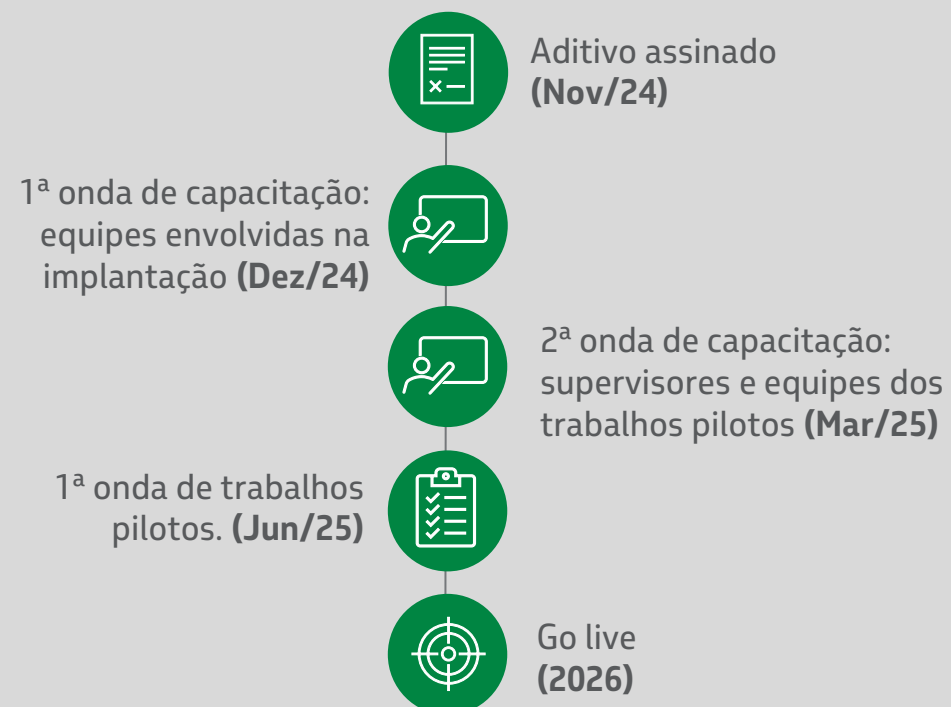 Aditivo assinado
(Nov/24)
1ª onda de capacitação:
equipes envolvidas na
implantação (Dez/24)
2ª onda de capacitação:
supervisores e equipes dos
trabalhos pilotos (Mar/25)
1ª onda de trabalhos
pilotos. (Jun/25)
Go live
(2026)